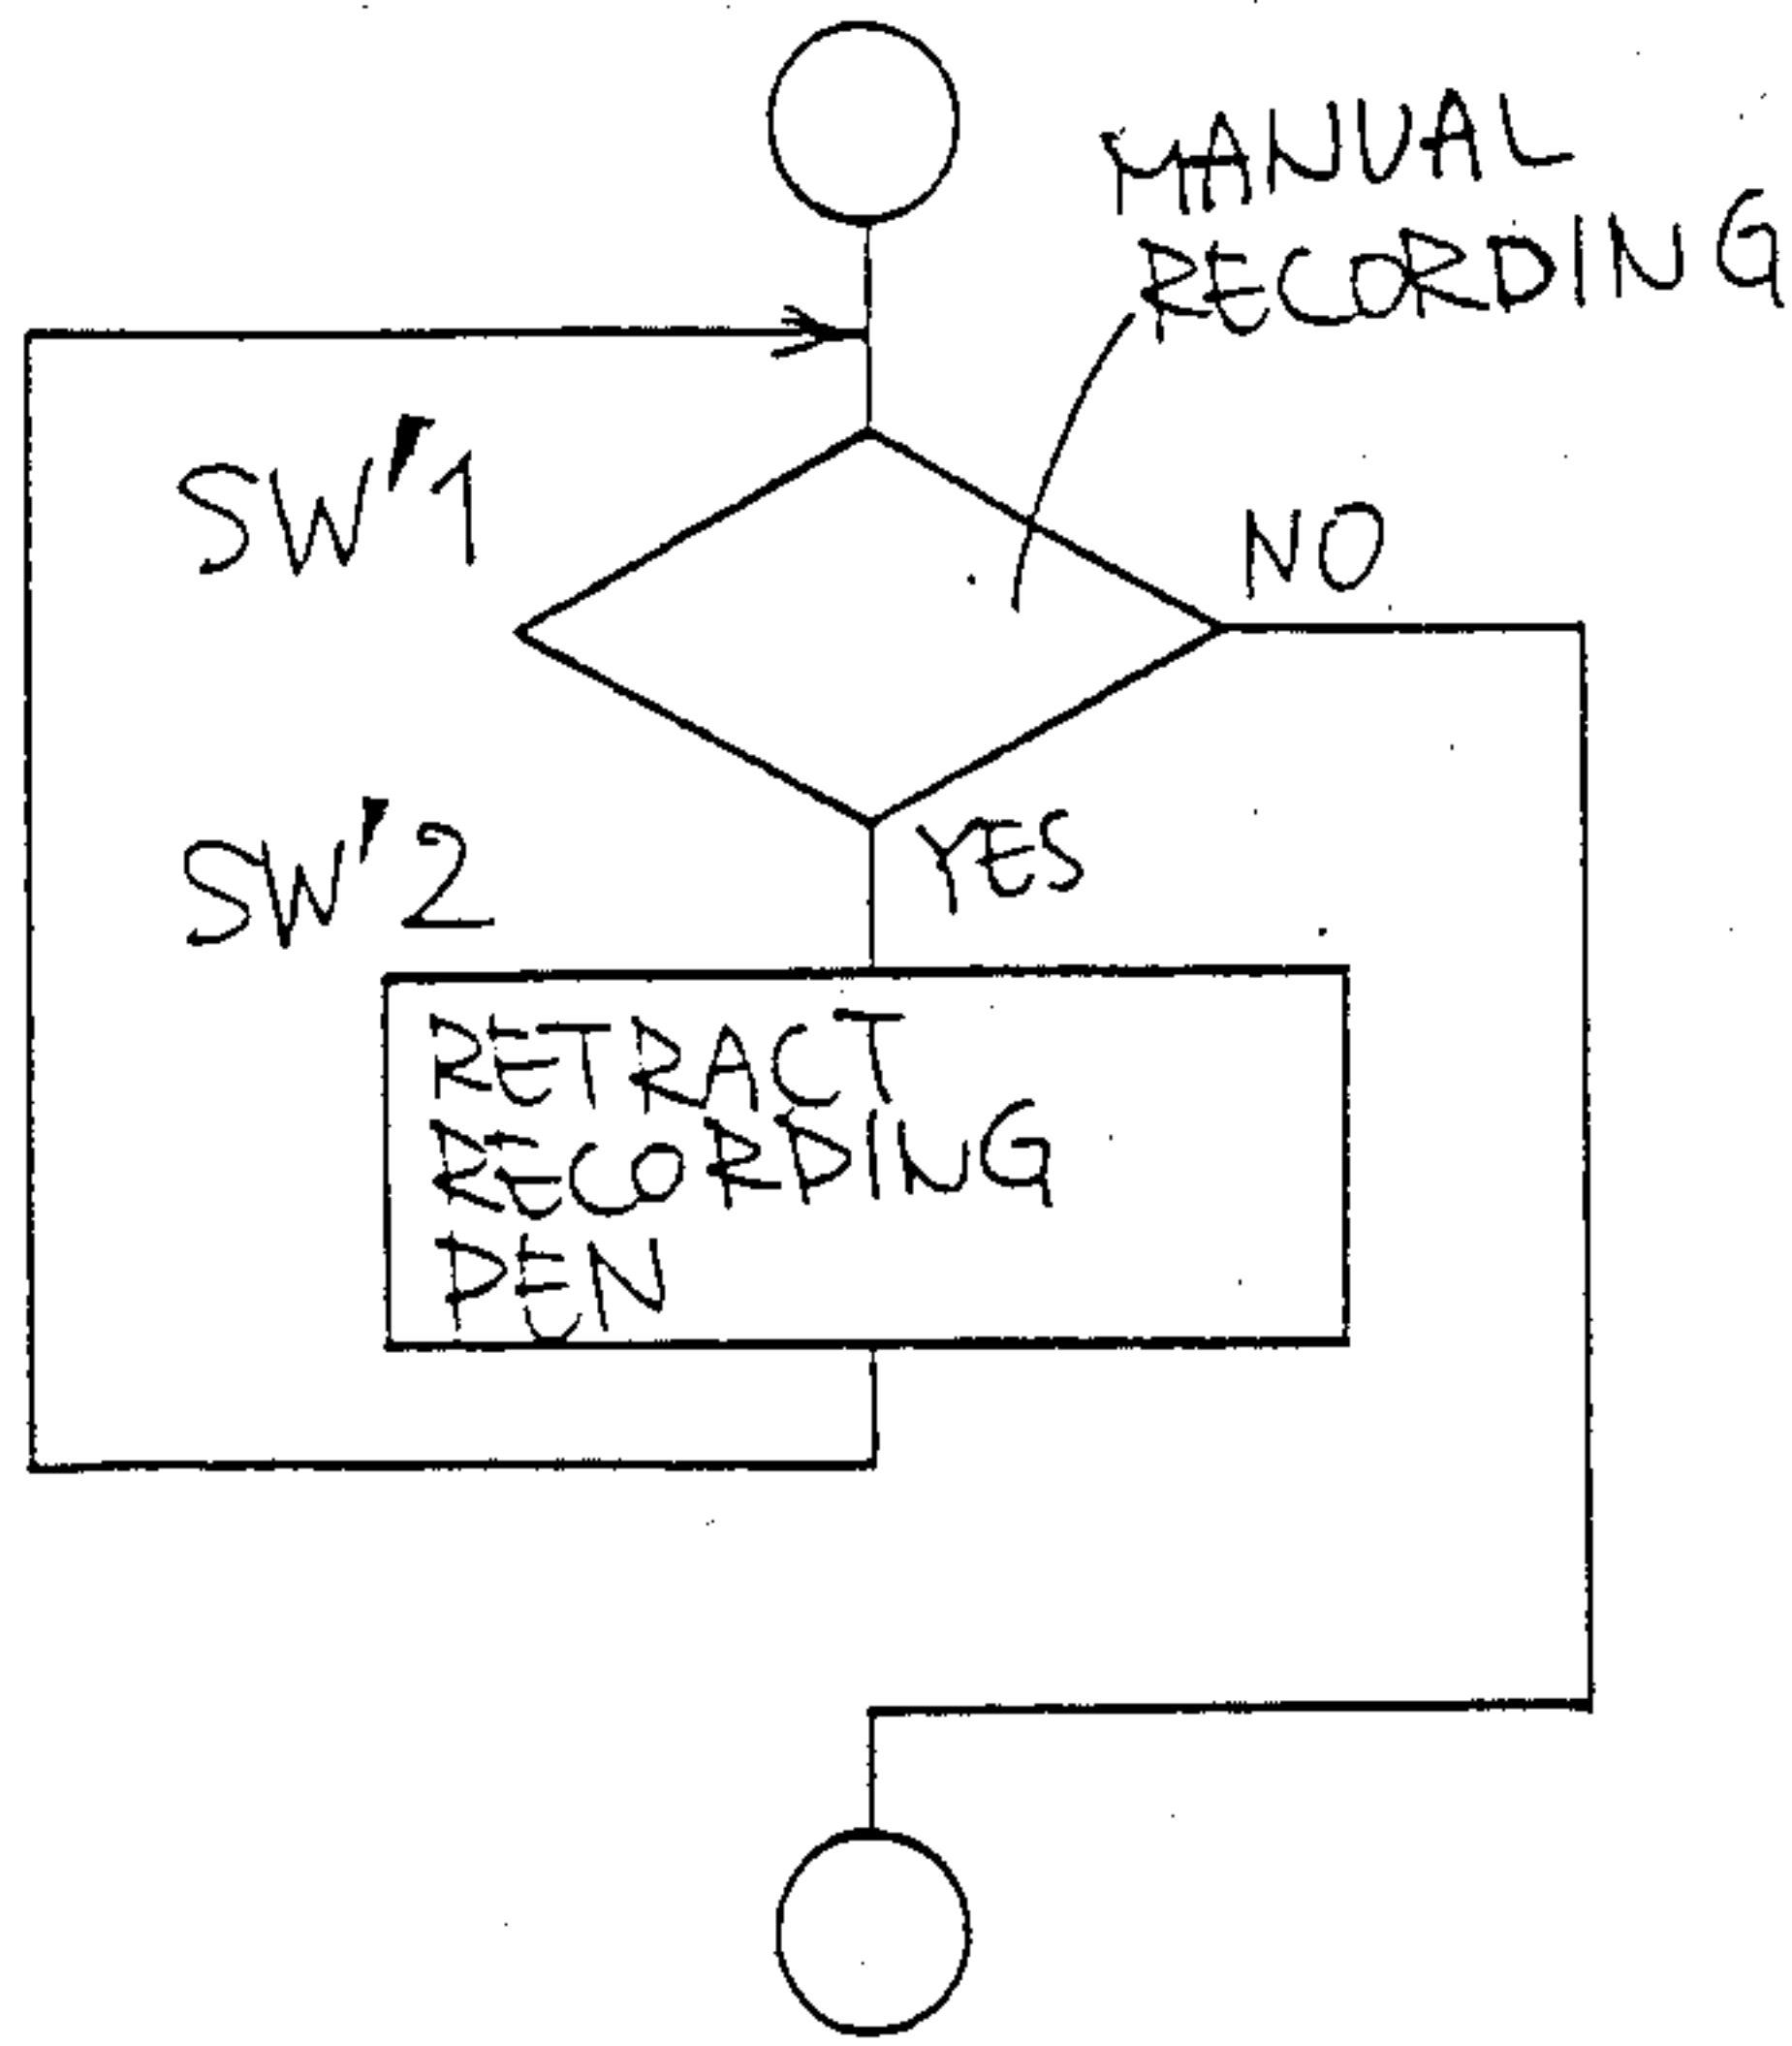 MANUAL
RECORDING
SW'1
NO
SW'2
YES
RETRACT
RECORDING
PEN